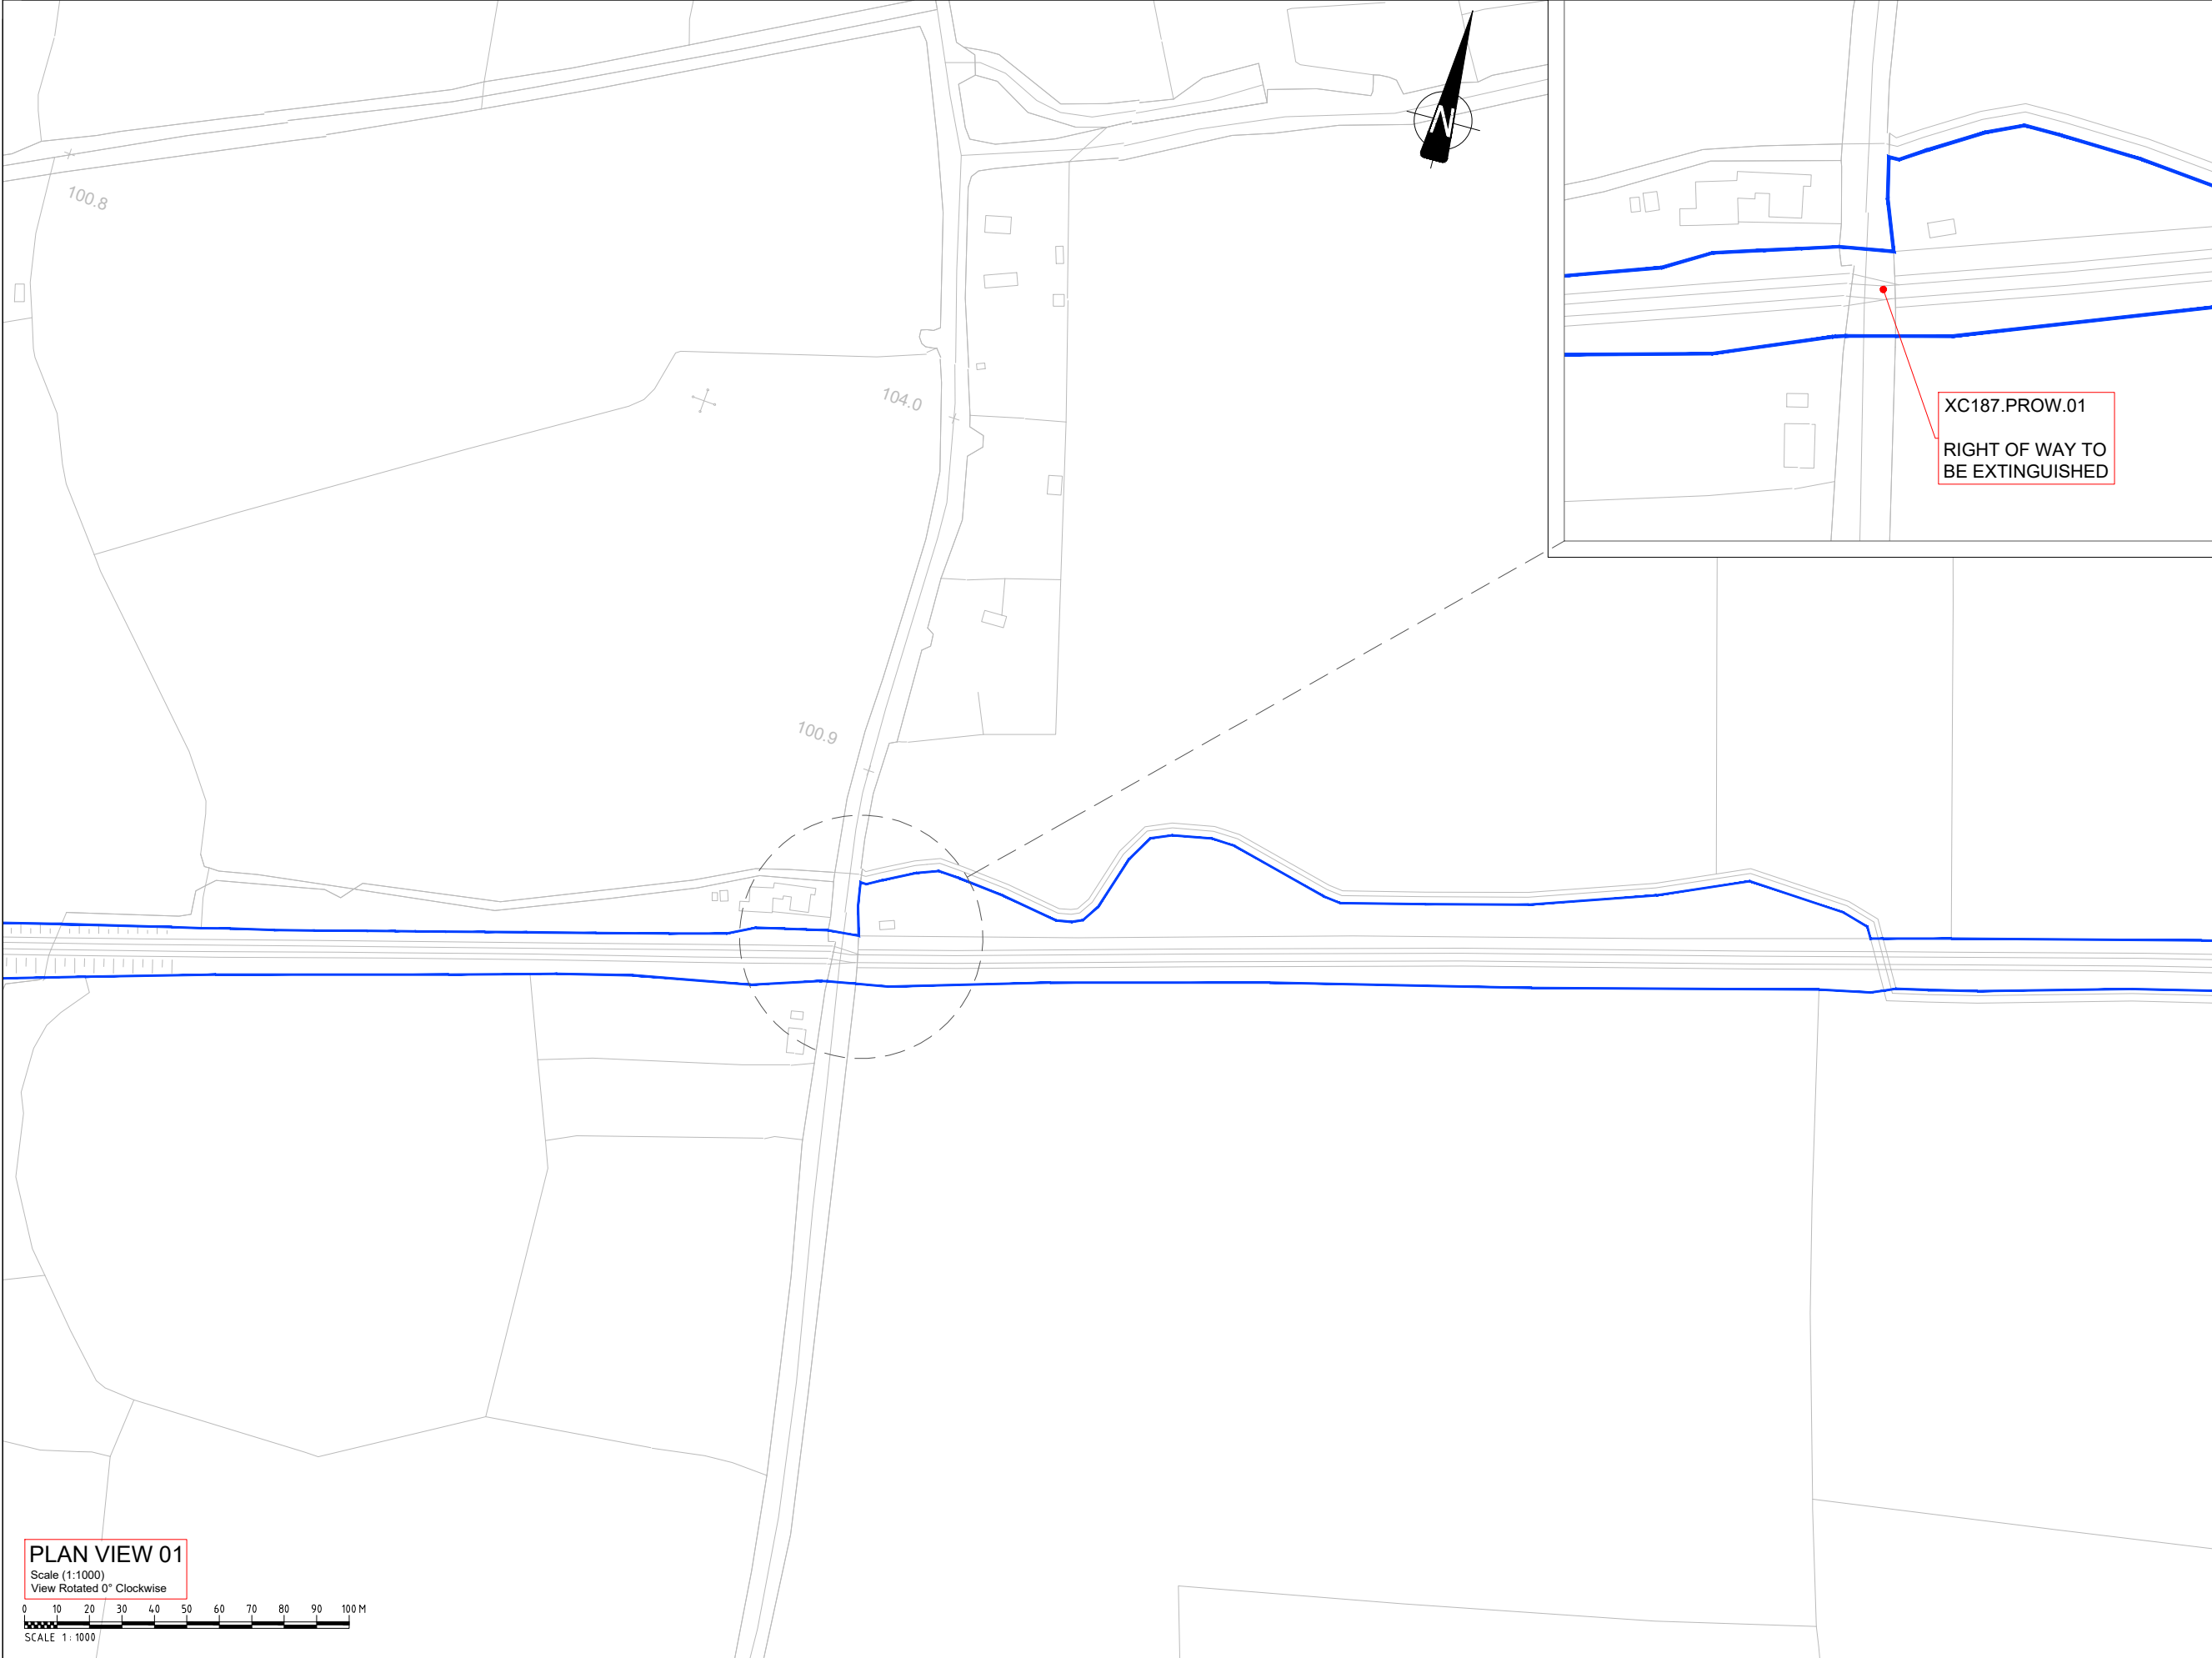 N
100.8
104.0
XC187.PROW.01
RIGHT OF WAY TO
BE EXTINGUISHED
100.9
PLAN VIEW 01
Scale (1:1000)
View Rotated 0° Clockwise
0 10 20 30 40 50 60 70 80 90 100 M
SCALE 1:1000